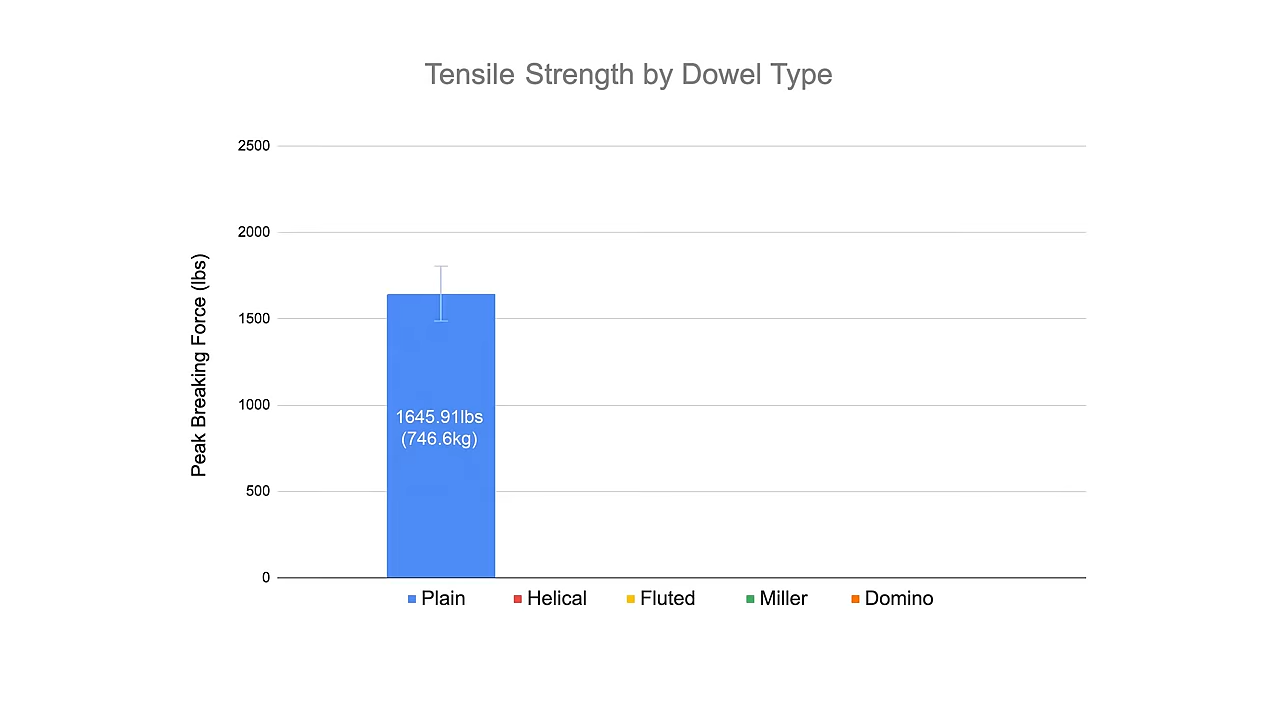 Tensile Strength by Dowel Type
Peak Breaking Force (lbs)
2500
2000
1500
1000
500
0
1645.91lbs
(746.6kg)
Plain Helical Fluted Miller Domino